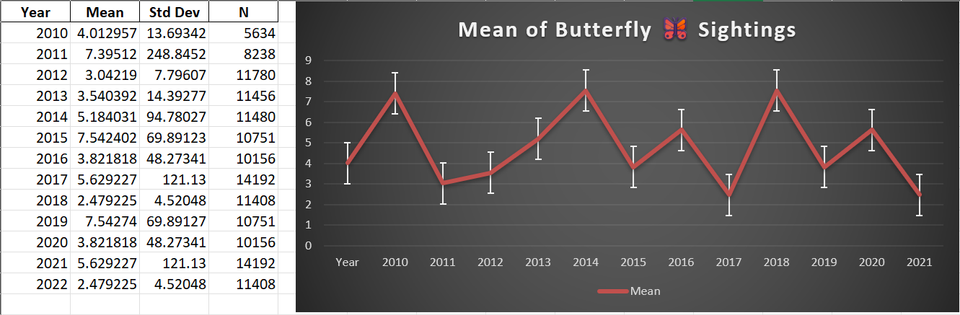 Year Mean Std Dev N
2010 4.012957 13.69342 5634
2011 7.39512 248.8452 8238
2012 3.04219 7.79607 11780
2013 3.540392 14.39277 11456
2014 5.184031 94.78027 11480
2015 7.542402 69.89123 10751
2016 3.821818 48.27341 10156
2017 5.629227 121.13 14192
2018 2.479225 4.52048 11408
2019 7.54274 69.89127 10751
2020 3.821818 48.27341 10156
2021 5.629227 121.13 14192
2022 2.479225 4.52048 11408
Mean of Butterfly 🦋 Sightings
9
8
7
6
5
4
3
2
1
0
Year 2010 2011 2012 2013 2014 2015 2016 2017 2018 2019 2020 2021
Mean